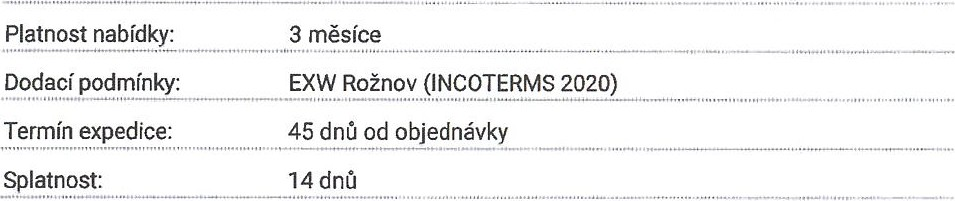 Platnost nabídky: 3 měsíce
Dodací podmínky: EXW Rožnov (INCOTERMS 2020)
Termín expedice: 45 dnů od objednávky
Splatnost: 14 dnů